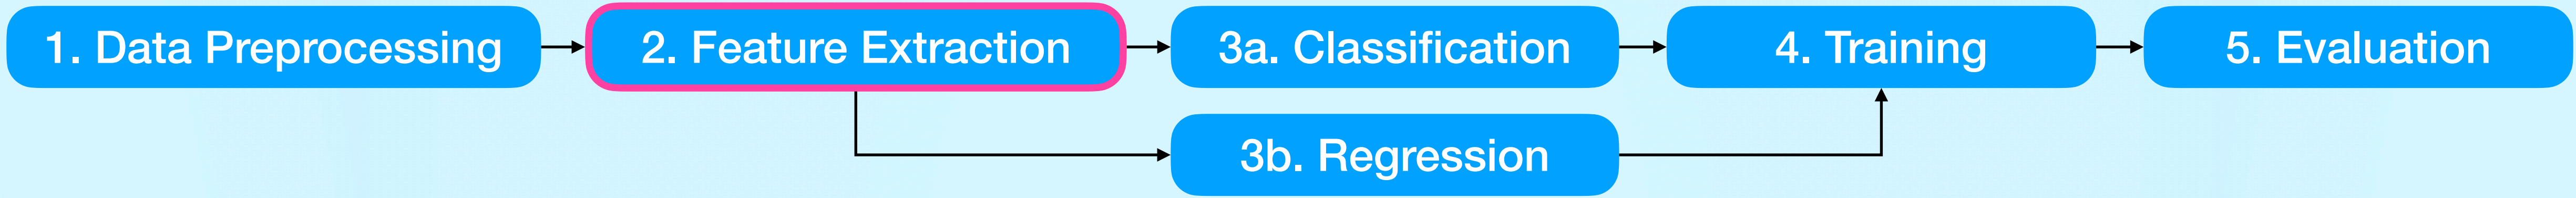 1. Data Preprocessing
2. Feature Extraction
3a. Classification
4. Training
5. Evaluation
3b. Regression